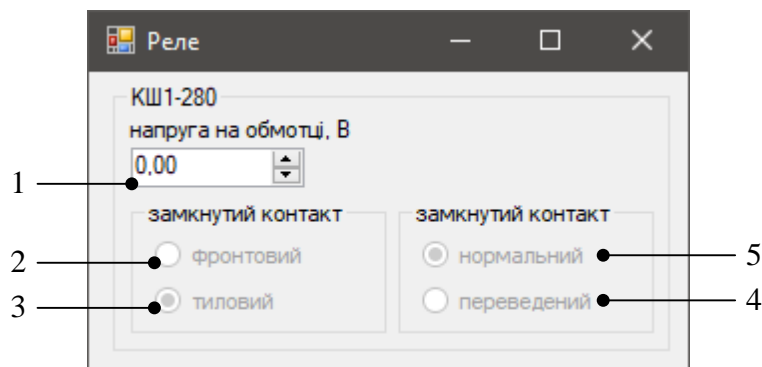 Реле
КШ1-280
напруга на обмотці, В
0,00
1
замкнутий контакт
замкнутий контакт
2
фронтовий
нормальний
5
3
тиловий
переведений
4